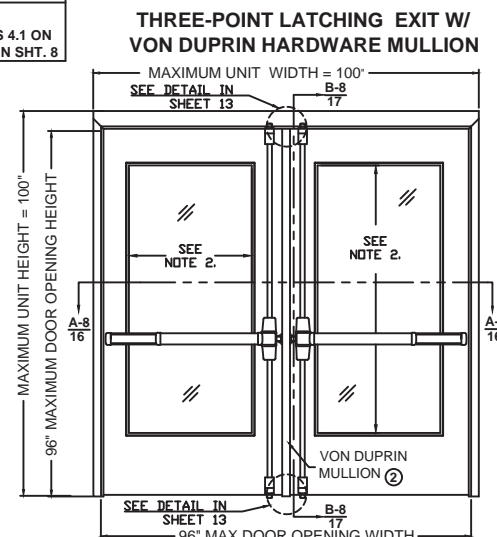 S 4.1 ON
N SHT. 8
THREE-POINT LATCHING EXIT W/
VON DUPRIN HARDWARE MULLION
MAXIMUM UNIT WIDTH = 100"
SEE DETAIL IN
SHEET 13
B-8
17
MAXIMUM UNIT HEIGHT = 100"
96" MAXIMUM DOOR OPENING HEIGHT
SEE
NOTE 2.
SEE
NOTE 2.
A-8
16
A-
16
VON DUPRIN
MULLION 2
SEE DETAIL IN
SHEET 13
B-8
17
96" MAX DOOR OPENING WIDTH